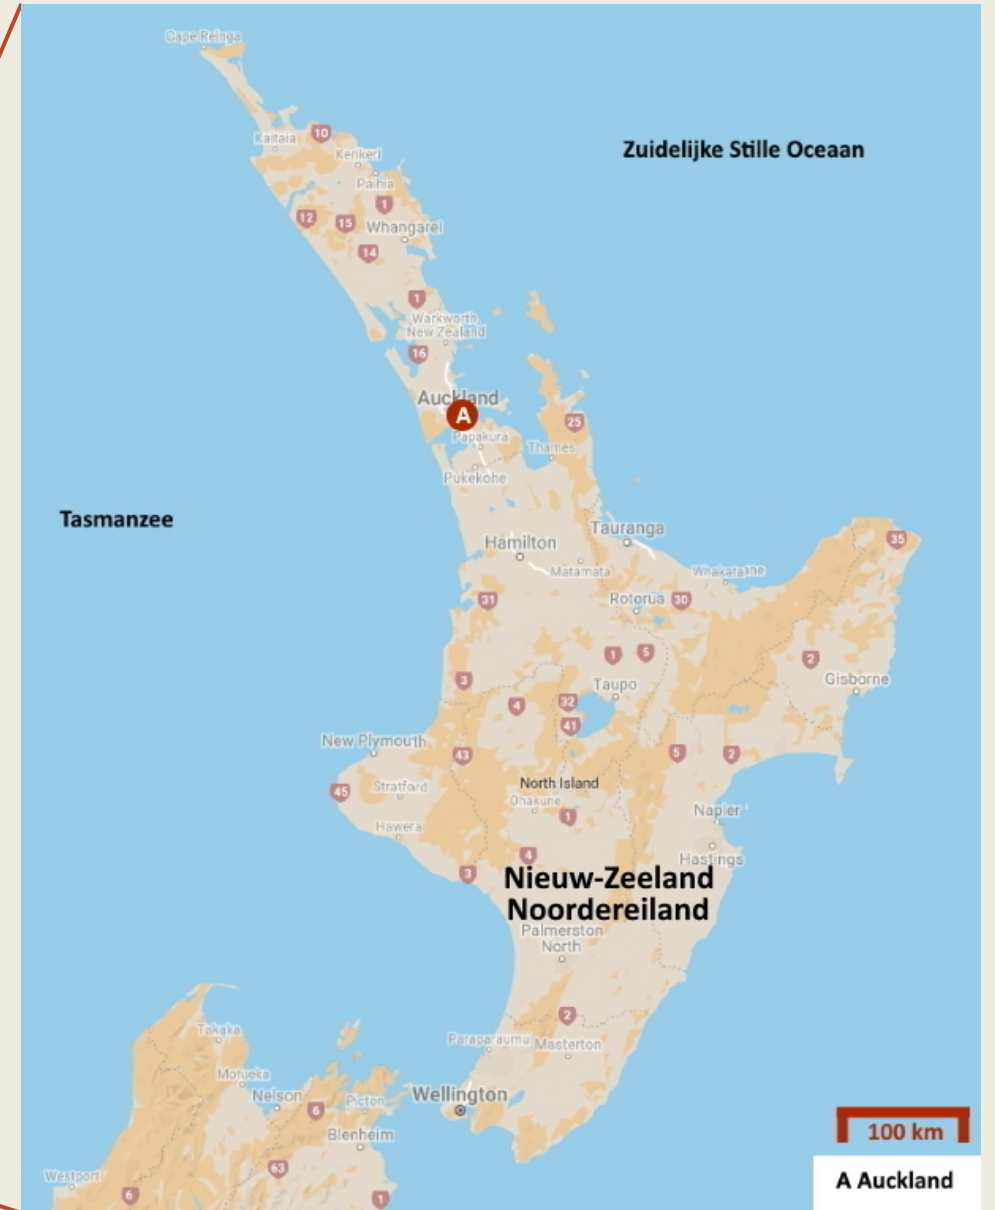 Cape Reinga
Kaitaia
10
Kerikeri
Paihia
1
12
15
Whangarei
14
1
Warkworth,
New Zealand
16
Auckland
A
Papakura
25
Thames
Pukekohe
Zuidelijke Stille Oceaan
Tasmanzee
Tauranga
Hamilton
Matamata
Whakatane
35
31
Rotorua
30
1
5
2
3
Taupo
Gisborne
4
32
41
New Plymouth
43
5
2
45
Stratford
North Island
Ohakune
1
Napier
Hawera
4
Hastings
3
Nieuw-Zeeland
Noordereiland
Palmerston
North
2
Takaka
Paraparaumu
Masterton
Motueka
Nelson
6
Picton
Wellington
Blenheim
63
Westport
6
1
100 km
A Auckland